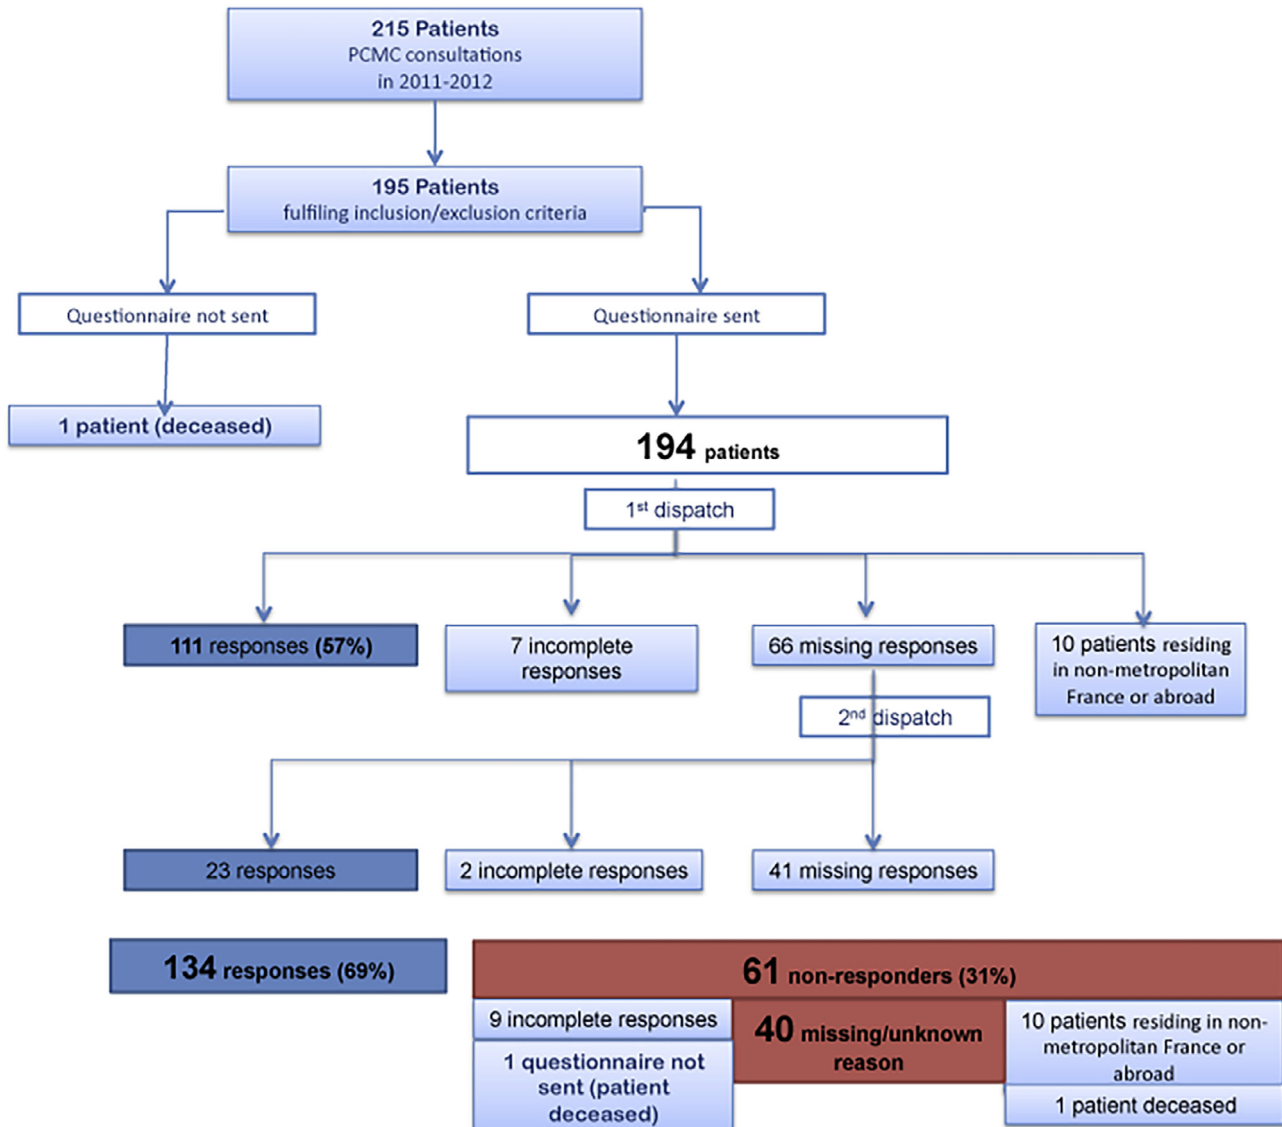 215 Patients
PCMC consultations
in 2011-2012
195 Patients
fulfiling inclusion/exclusion criteria
Questionnaire not sent
Questionnaire sent
1 patient (deceased)
194 patients
1st dispatch
111 responses (57%)
7 incomplete
responses
66 missing responses
10 patients residing
in non-metropolitan
France or abroad
2nd dispatch
23 responses
2 incomplete responses
41 missing responses
134 responses (69%)
61 non-responders (31%)
9 incomplete responses
1 questionnaire not
sent (patient
deceased)
40 missing/unknown
reason
10 patients residing in non-
metropolitan France or
abroad
1 patient deceased